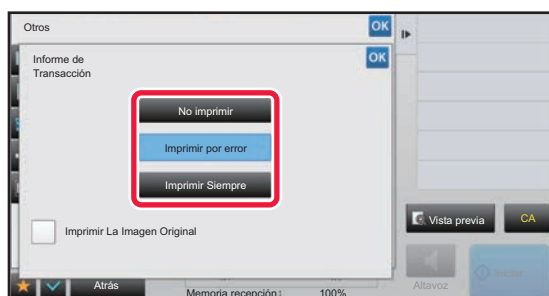 Otros
OK
Informe de
Transacción
OK
No imprimir
Imprimir por error
Imprimir Siempre
Imprimir La Imagen Original
Vista previa
CA
Atrás
Memoria recepción:
100%
Altavoz
Iniciar